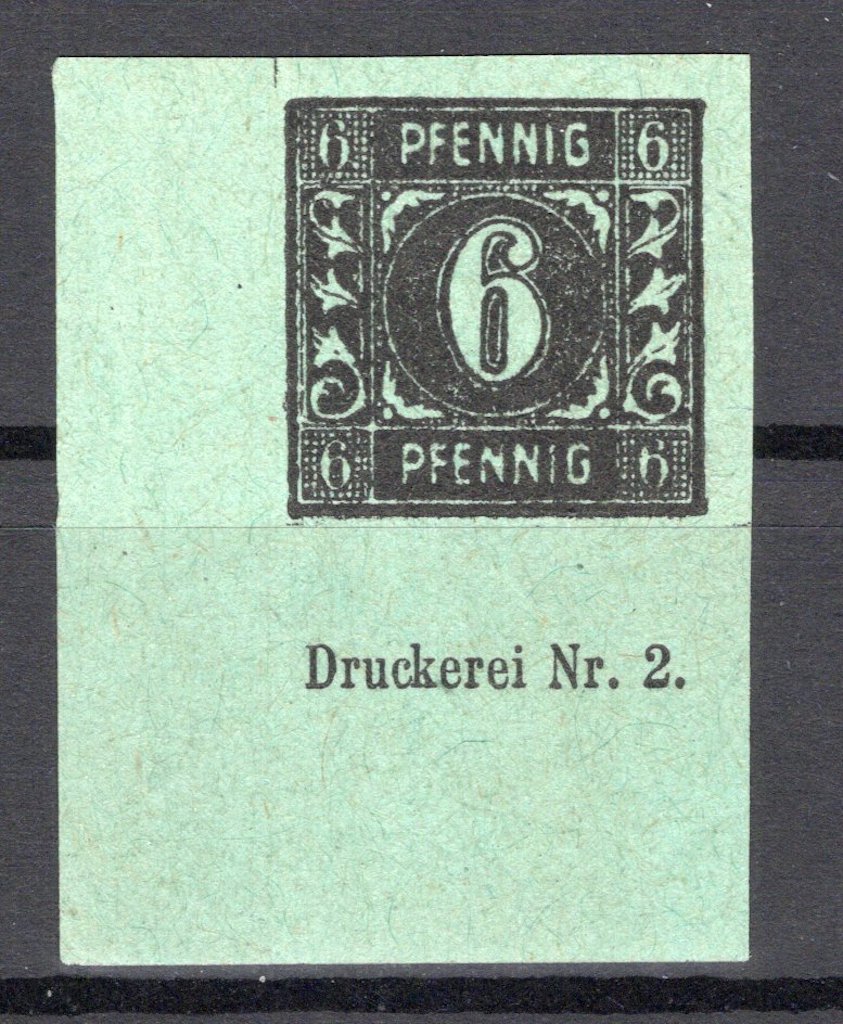 6 PFENNIG 6
6
6 PFENNIG 6
Druckerei Nr. 2.